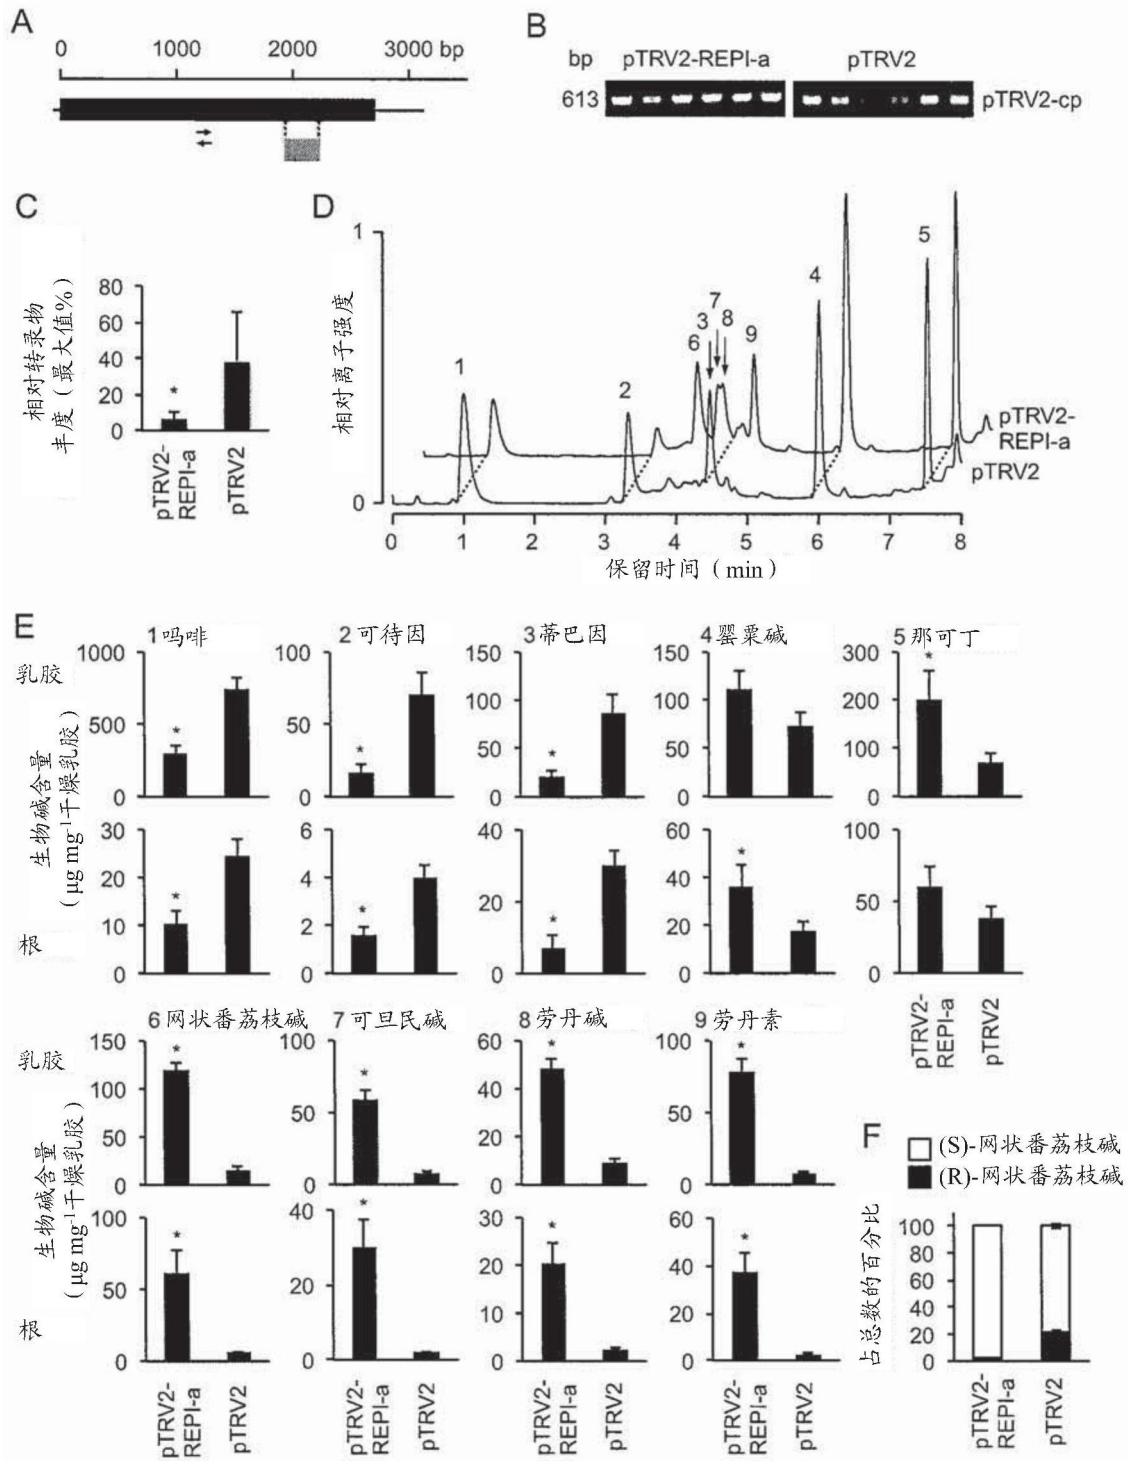 A
0 1000 2000 3000 bp
B
bp pTRV2-REPI-a pTRV2
613 pTRV2-cp
C
相对转录物
丰度（最大值%）
80
60
40
20
0
*
pTRV2-
REPI-a
pTRV2
D
相对离子强度
1
0
1
2
6
3
7
8
9
4
5
pTRV2-
REPI-a
pTRV2
0 1 2 3 4 5 6 7 8
保留时间（min）
E
乳胶
生物碱含量
（μg mg⁻¹干燥乳胶）
根
1 吗啡
1000
500
0
*
30
20
10
0
*
2 可待因
100
50
0
*
6
4
2
0
*
3 蒂巴因
150
100
50
0
*
40
20
0
*
4 罂粟碱
150
100
50
0
60
40
20
0
*
5 那可丁
300
200
100
0
*
100
50
0
pTRV2-
REPI-a
pTRV2
乳胶
生物碱含量
（μg mg⁻¹干燥乳胶）
根
6 网状番荔枝碱
150
100
50
0
*
100
50
0
*
pTRV2-
REPI-a
pTRV2
7 可旦民碱
100
50
0
*
40
20
0
*
pTRV2-
REPI-a
pTRV2
8 劳丹碱
60
40
20
0
*
30
20
10
0
*
pTRV2-
REPI-a
pTRV2
9 劳丹素
100
50
0
*
60
40
20
0
*
pTRV2-
REPI-a
pTRV2
F
(S)-网状番荔枝碱
(R)-网状番荔枝碱
占总数的百分比
100
80
60
40
20
0
pTRV2-
REPI-a
pTRV2